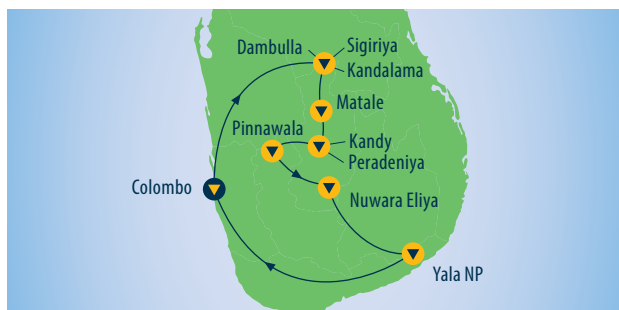 Dambulla
Sigiriya
Kandalama
Matale
Pinnawala
Kandy
Peradeniya
Colombo
Nuwara Eliya
Yala NP